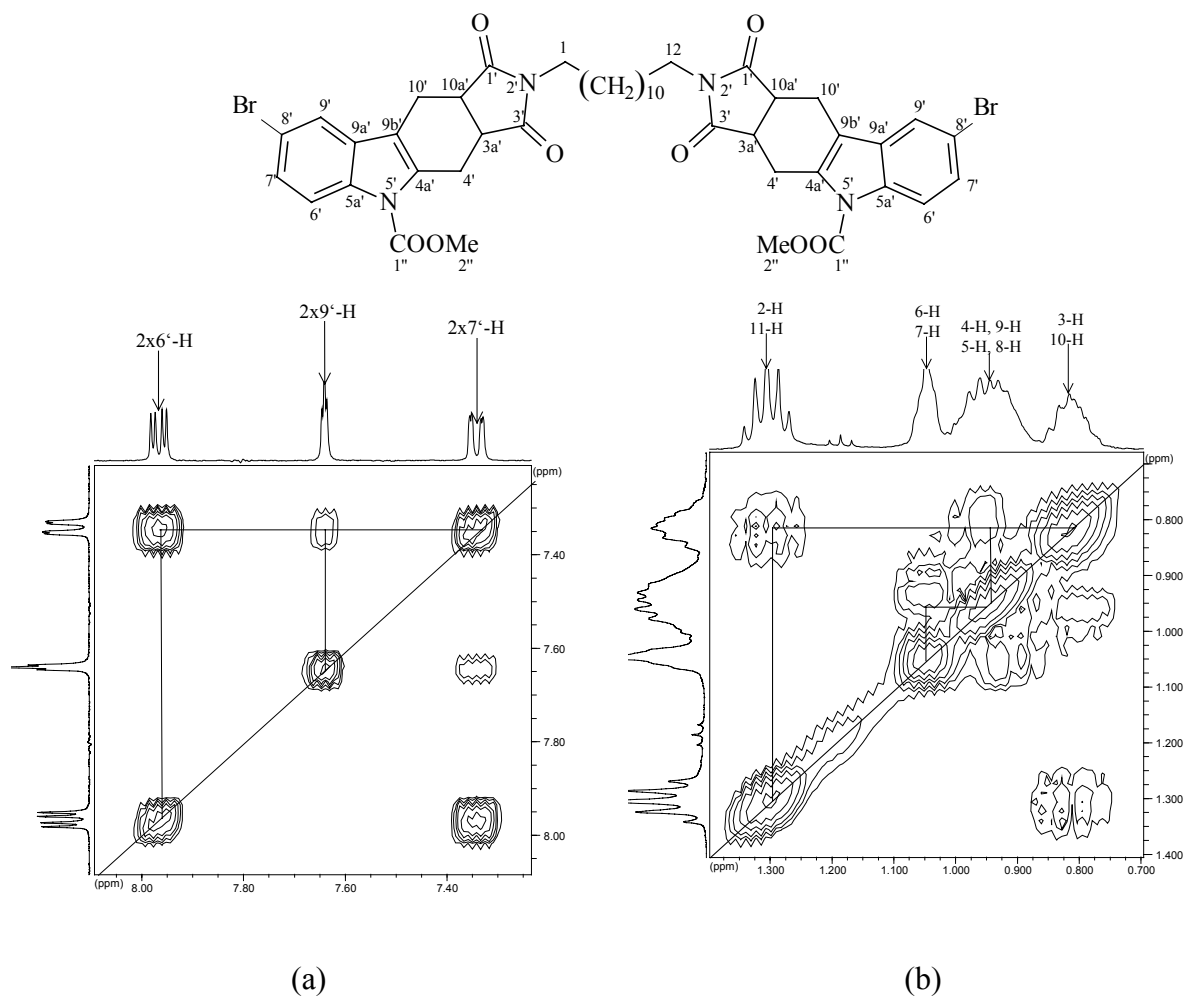 O O
1 12
1' 10a' 10' 2' N (CH₂)₁₀ N 2' 1' 10a' 10'
Br 9' 8' 9a' 9b' 3' 3' 9b' 9a' 9' 8' Br
3a' O O 3a'
7' 5' 4a' 4' 4' 4a' 5' 7'
6' 5a' N N 5a' 6'
COOMe MeOOC
1'' 2'' 2'' 1''
2x6‘-H
2x9‘-H
2x7‘-H
(ppm)
7.40
7.60
7.80
8.00
(ppm)
8.00 7.80 7.60 7.40
(a)
2-H
11-H
6-H
7-H
4-H, 9-H
5-H, 8-H
3-H
10-H
(ppm)
0.800
0.900
1.000
1.100
1.200
1.300
1.400
(ppm)
1.300 1.200 1.100 1.000 0.900 0.800 0.700
(b)